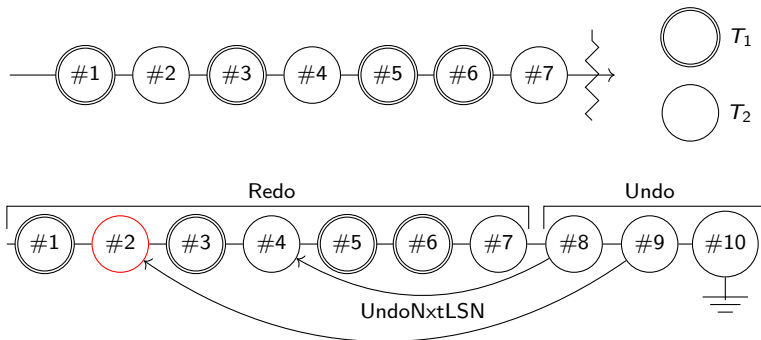 #1 #2 #3 #4 #5 #6 #7
T1
T2
Redo Undo
#1 #2 #3 #4 #5 #6 #7 #8 #9 #10
UndoNxtLSN